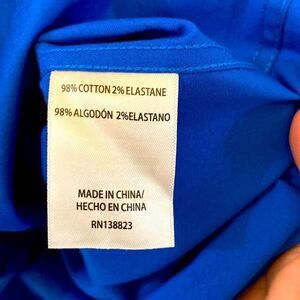 98% COTTON 2% ELASTANE
98% ALGODÓN 2%ELASTANO
MADE IN CHINA/
HECHO EN CHINA
RN138823